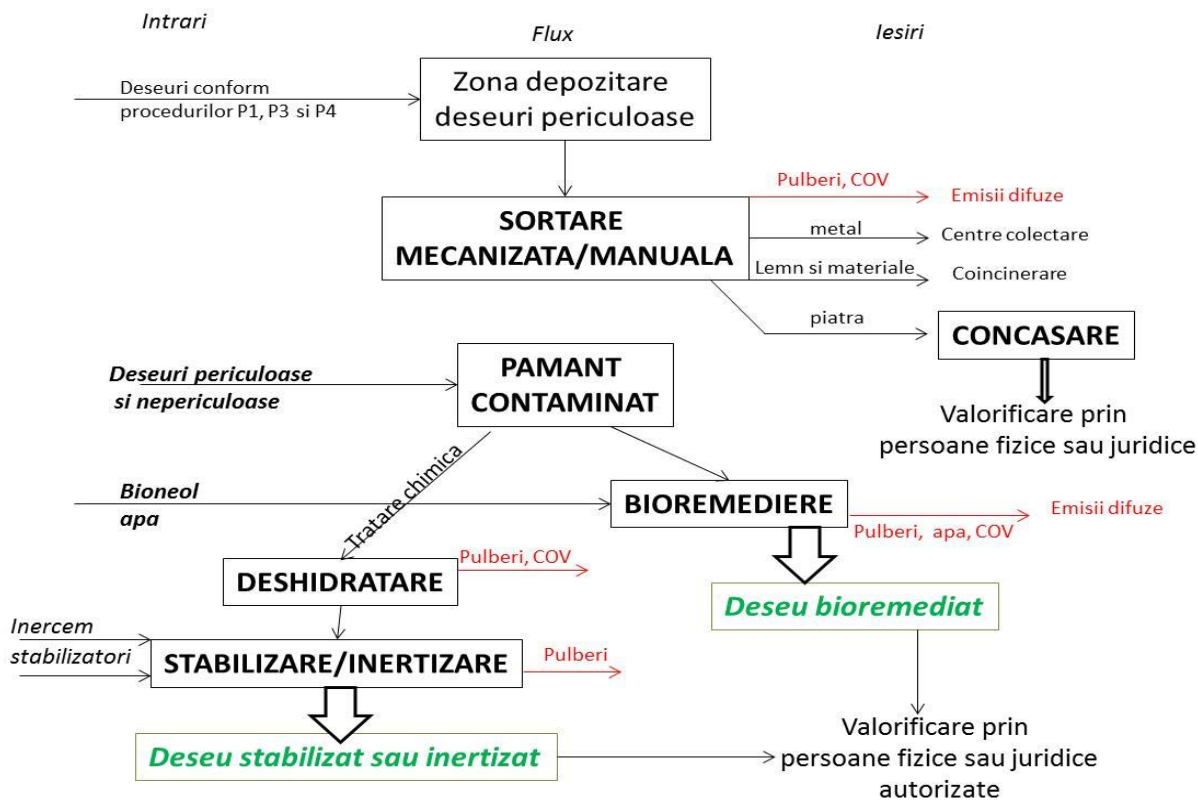 Intrari
Flux
Iesiri
Deseuri conform
procedurilor P1, P3 si P4
Zona depozitare
deseuri periculoase
Pulberi, COV
Emisii difuze
SORTARE
MECANIZATA/MANUALA
metal
Centre colectare
Lemn si materiale
Coincinerare
piatra
CONCASARE
Valorificare prin
persoane fizice sau juridice
Deseuri periculoase
si nepericuloase
PAMANT
CONTAMINAT
Tratare chimica
Bioneol
apa
BIOREMEDIERE
Pulberi, apa, COV
Emisii difuze
DESHIDRATARE
Pulberi, COV
Deseu bioremediat
Inercem
stabilizatori
STABILIZARE/INERTIZARE
Pulberi
Deseu stabilizat sau inertizat
Valorificare prin
persoane fizice sau juridice
autorizate